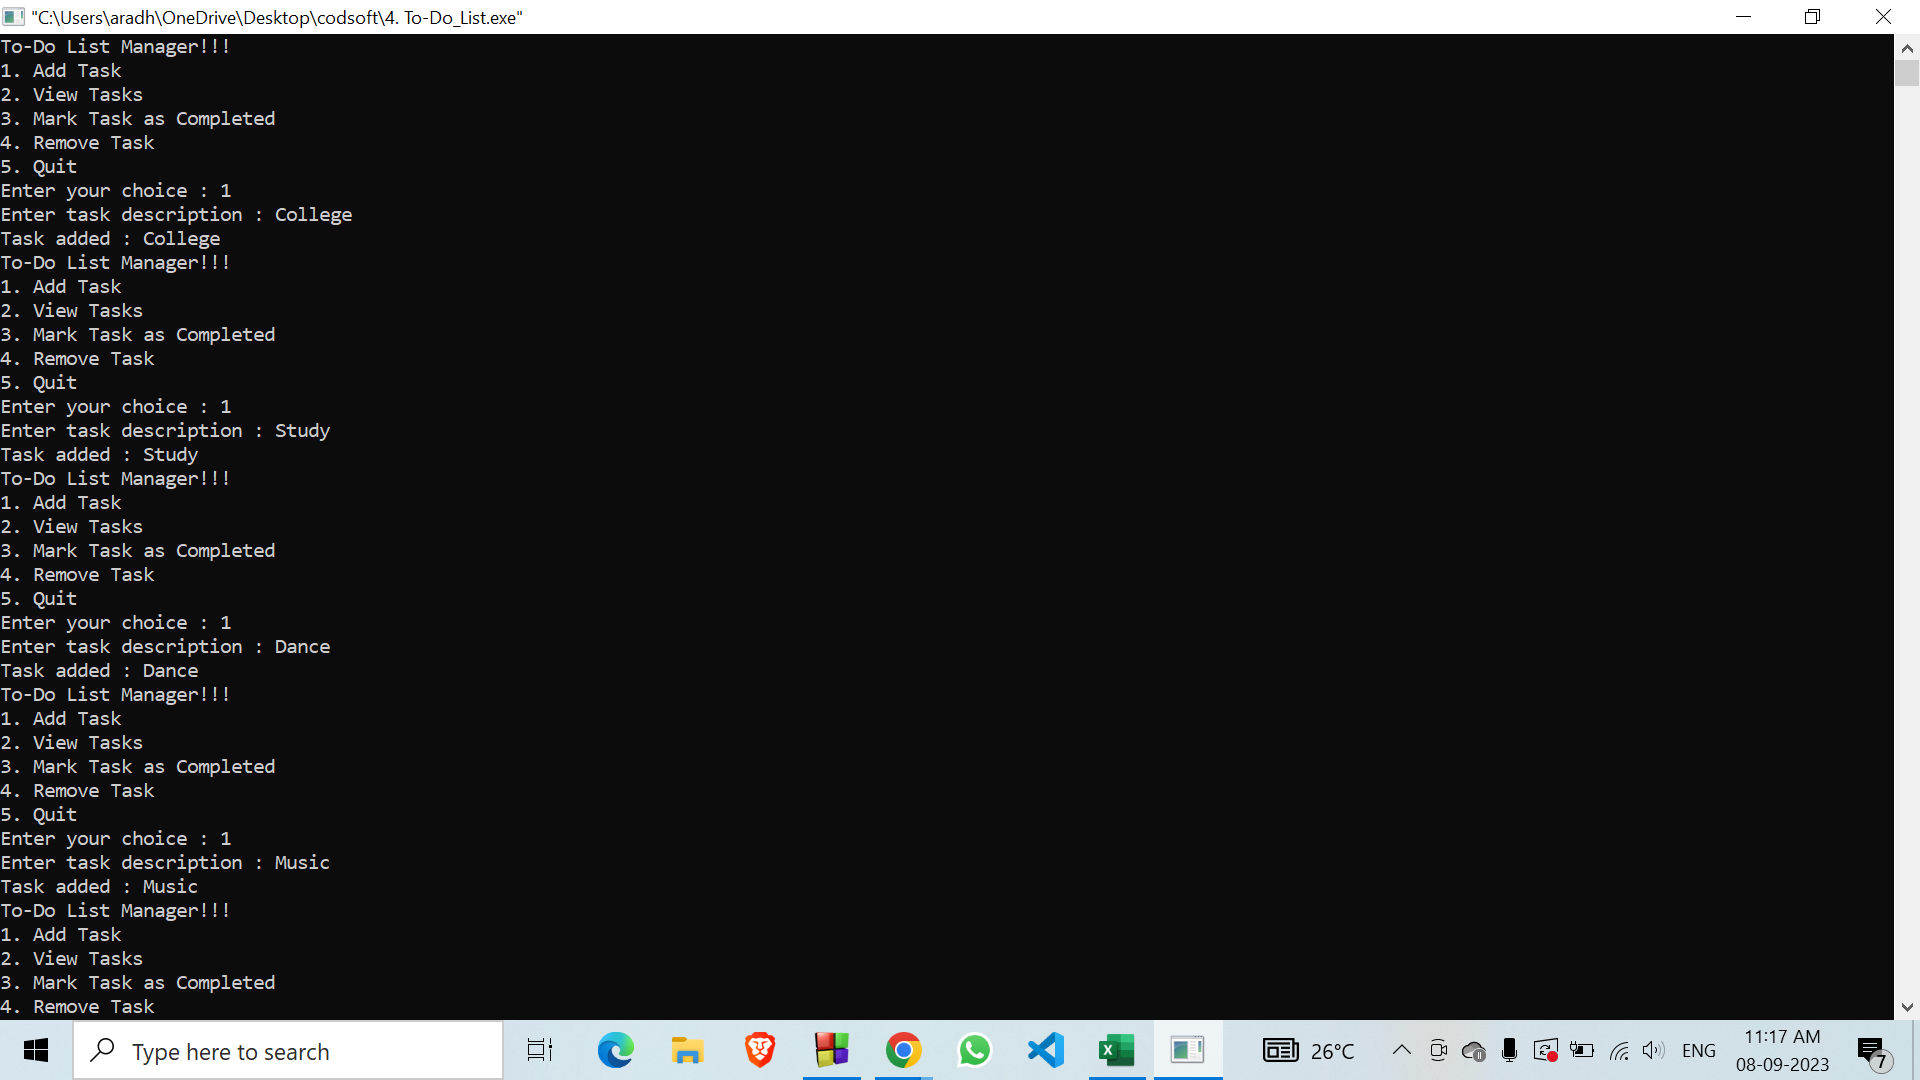 "C:\Users\aradh\OneDrive\Desktop\codsoft\4. To-Do_List.exe"
To-Do List Manager!!!
1. Add Task
2. View Tasks
3. Mark Task as Completed
4. Remove Task
5. Quit
Enter your choice : 1
Enter task description : College
Task added : College
To-Do List Manager!!!
1. Add Task
2. View Tasks
3. Mark Task as Completed
4. Remove Task
5. Quit
Enter your choice : 1
Enter task description : Study
Task added : Study
To-Do List Manager!!!
1. Add Task
2. View Tasks
3. Mark Task as Completed
4. Remove Task
5. Quit
Enter your choice : 1
Enter task description : Dance
Task added : Dance
To-Do List Manager!!!
1. Add Task
2. View Tasks
3. Mark Task as Completed
4. Remove Task
5. Quit
Enter your choice : 1
Enter task description : Music
Task added : Music
To-Do List Manager!!!
1. Add Task
2. View Tasks
3. Mark Task as Completed
4. Remove Task
Type here to search
26°C
ENG
11:17 AM
08-09-2023
7